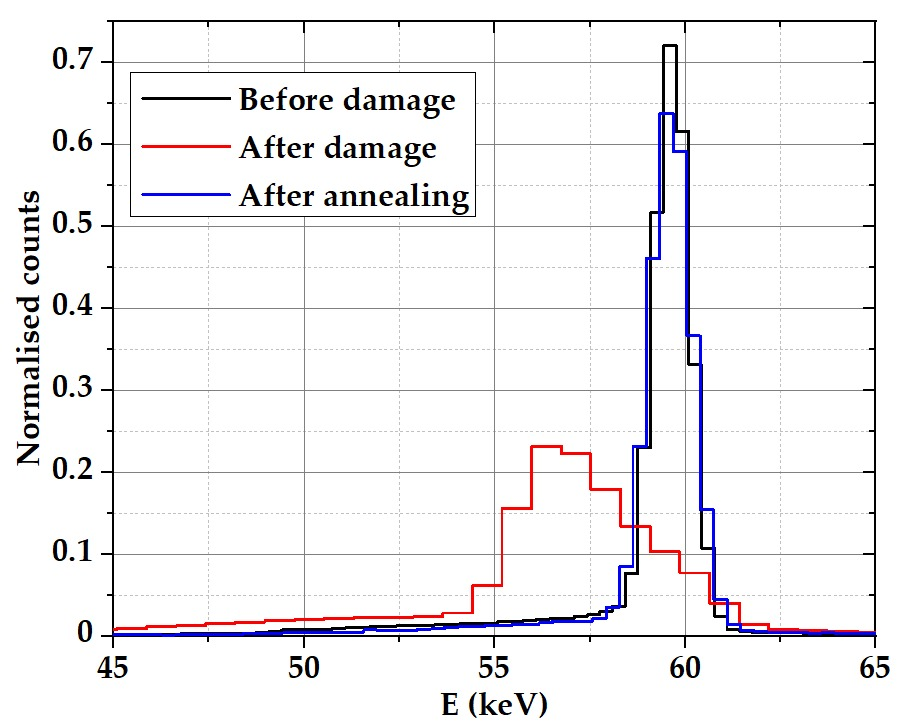 0.7
0.6
0.5
0.4
0.3
0.2
0.1
0
Normalised counts
Before damage
After damage
After annealing
45 50 55 60 65
E (keV)